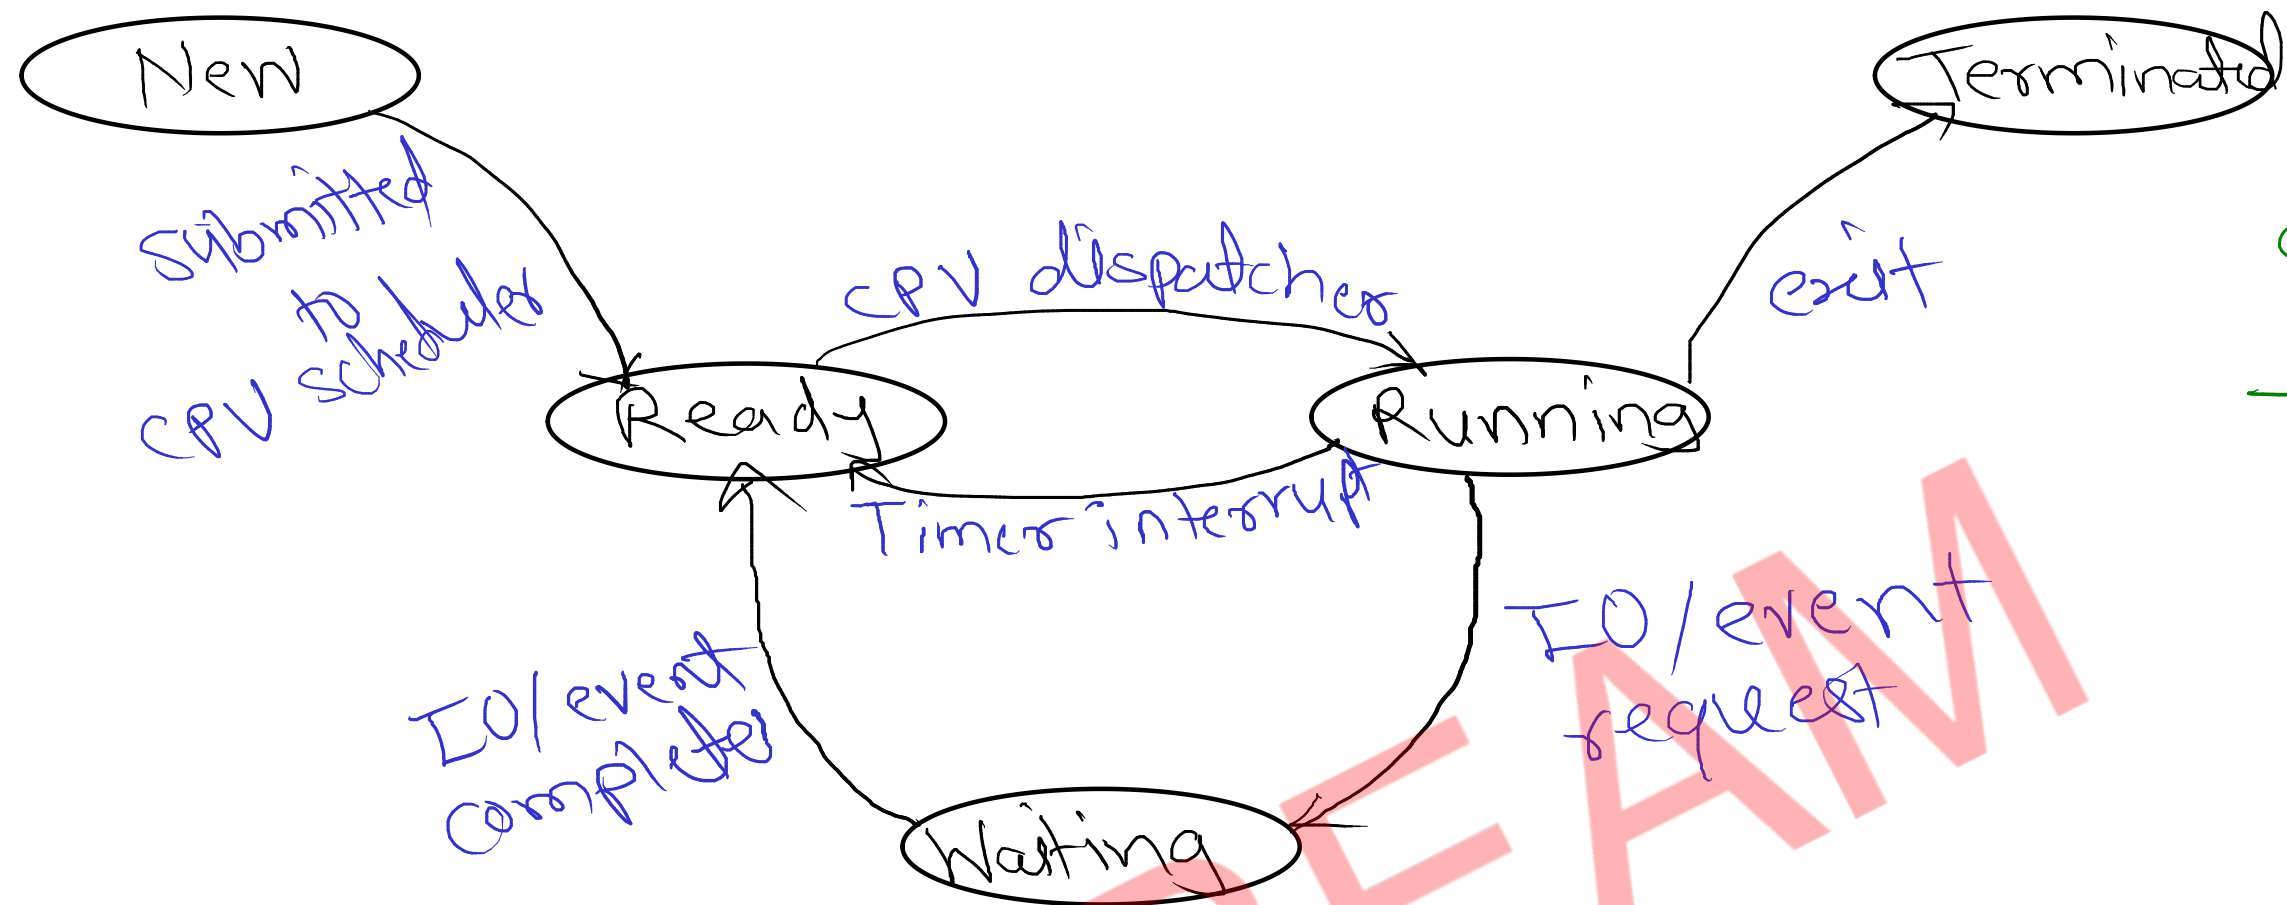 New
Terminated
submitted
to
CPU scheduler
CPU dispatcher
exit
Ready
Running
Timer interrupt
IO/event
request
IO/event
completed
Waiting
EAM